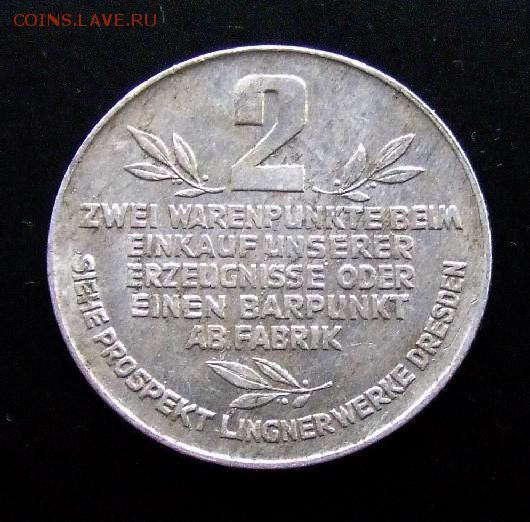 COINS.LAVE.RU
2
ZWEI WARENPUNKTE BEIM
EINKAUF UNSERER
ERZEUGNISSE ODER
EINEN BARPUNKT
AB FABRIK
SIEHE PROSPEKT LINGNERWERKE DRESDEN